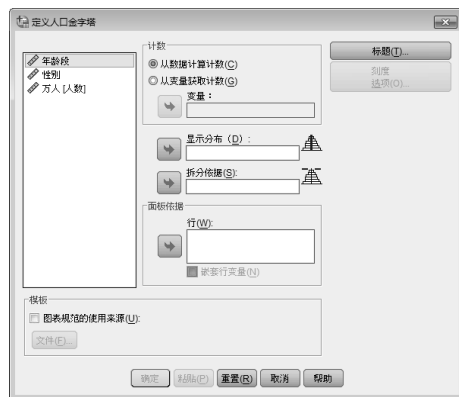 定义人口金字塔
年龄段
性别
万人 [人数]
计数
从数据计算计数(C)
从变量获取计数(G)
变量：
显示分布（D）:
拆分依据(S):
面板依据
行(W):
嵌套行变量(N)
标题(T)...
刻度
选项(O)...
模板
图表规范的使用来源(U):
文件(F)...
确定
粘贴(P)
重置(R)
取消
帮助